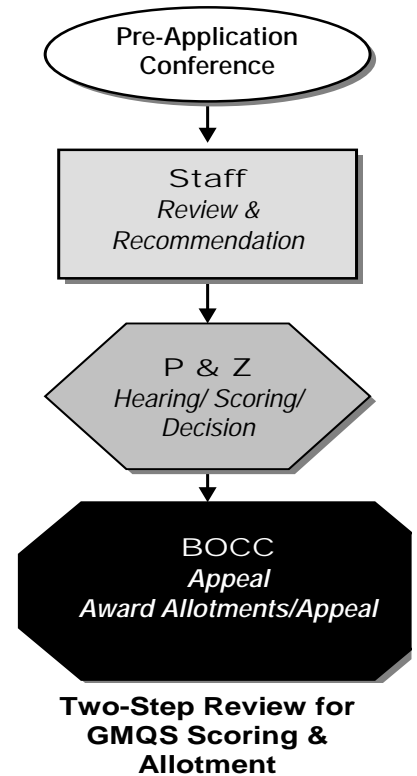 Pre-Application
Conference
Staff
Review &
Recommendation
P & Z
Hearing/ Scoring/
Decision
BOCC
Appeal
Award Allotments/Appeal
Two-Step Review for
GMQS Scoring &
Allotment